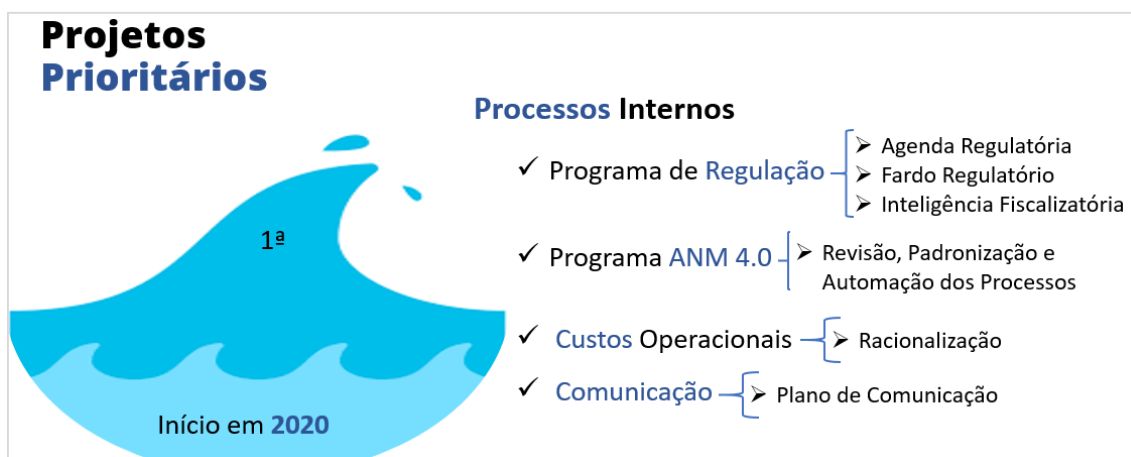 Projetos
Prioritários
1ª
Início em 2020
Processos Internos
✓ Programa de Regulação
➢ Agenda Regulatória
➢ Fardo Regulatório
➢ Inteligência Fiscalizatória
✓ Programa ANM 4.0
➢ Revisão, Padronização e
Automação dos Processos
✓ Custos Operacionais
➢ Racionalização
✓ Comunicação
➢ Plano de Comunicação